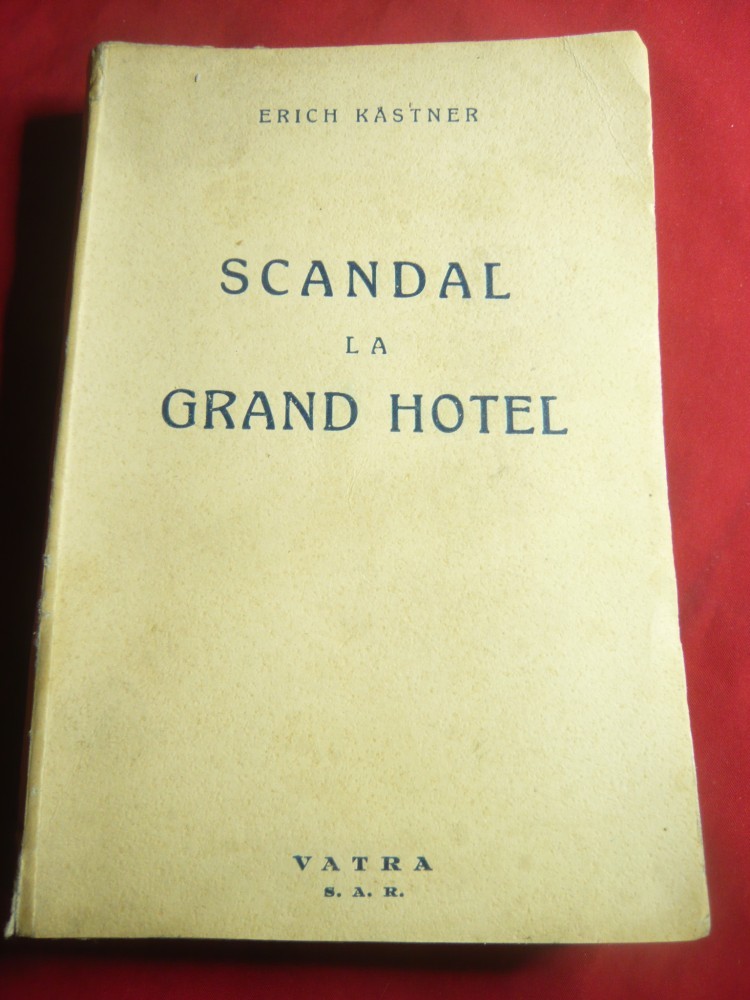 ERICH KÄSTNER
SCANDAL
LA
GRAND HOTEL
VATRA
S. A. R.